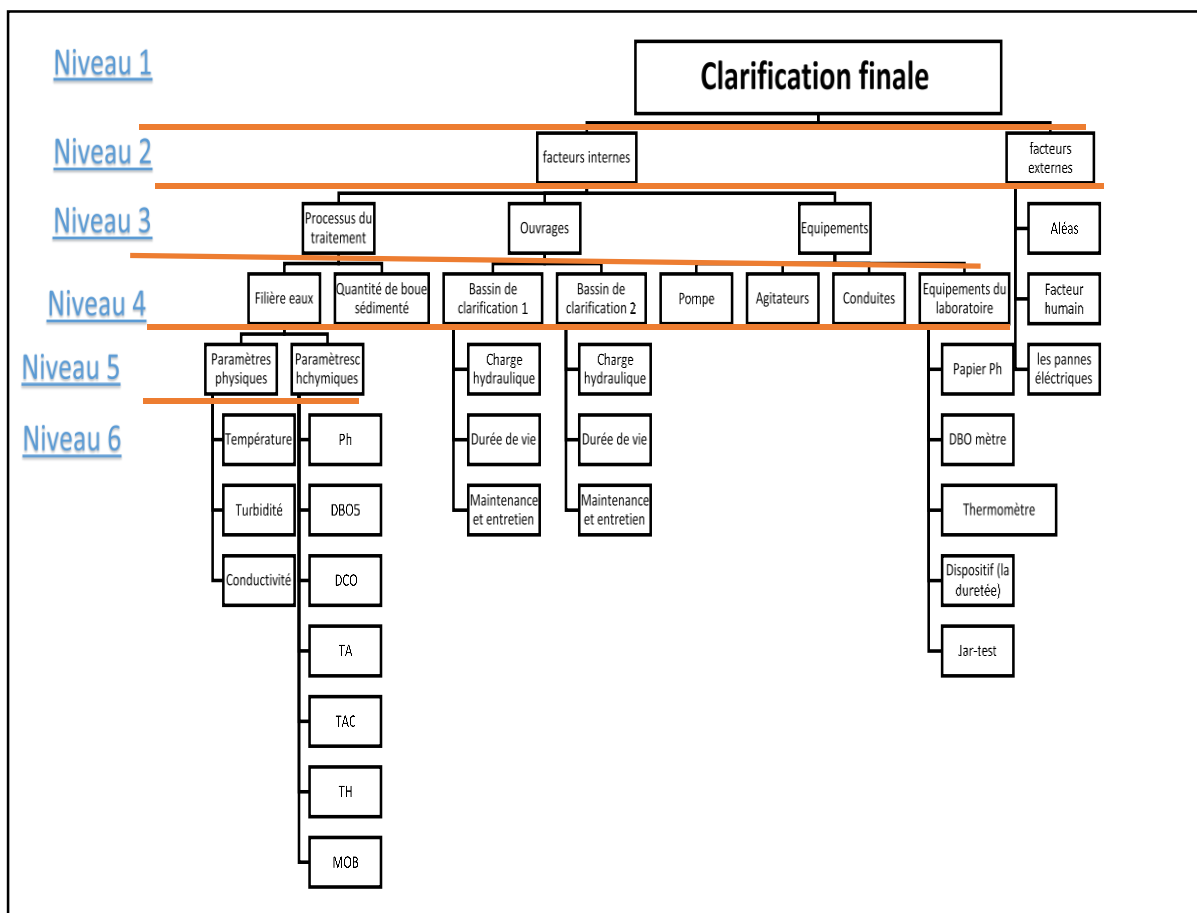 Niveau 1
Clarification finale
Niveau 2
facteurs internes
facteurs
externes
Niveau 3
Processus du
traitement
Ouvrages
Equipements
Aléas
Niveau 4
Filière eaux
Quantité de boue
sédimenté
Bassin de
clarification 1
Bassin de
clarification 2
Pompe
Agitateurs
Conduites
Equipements du
laboratoire
Facteur
humain
Niveau 5
Paramètres
physiques
Paramètresc
hchymiques
Charge
hydraulique
Charge
hydraulique
Papier Ph
les pannes
éléctriques
Niveau 6
Température
Ph
Durée de vie
Durée de vie
DBO mètre
Turbidité
DBO5
Maintenance
et entretien
Maintenance
et entretien
Thermomètre
Conductivité
DCO
Dispositif (la
duretée)
TA
Jar-test
TAC
TH
MOB